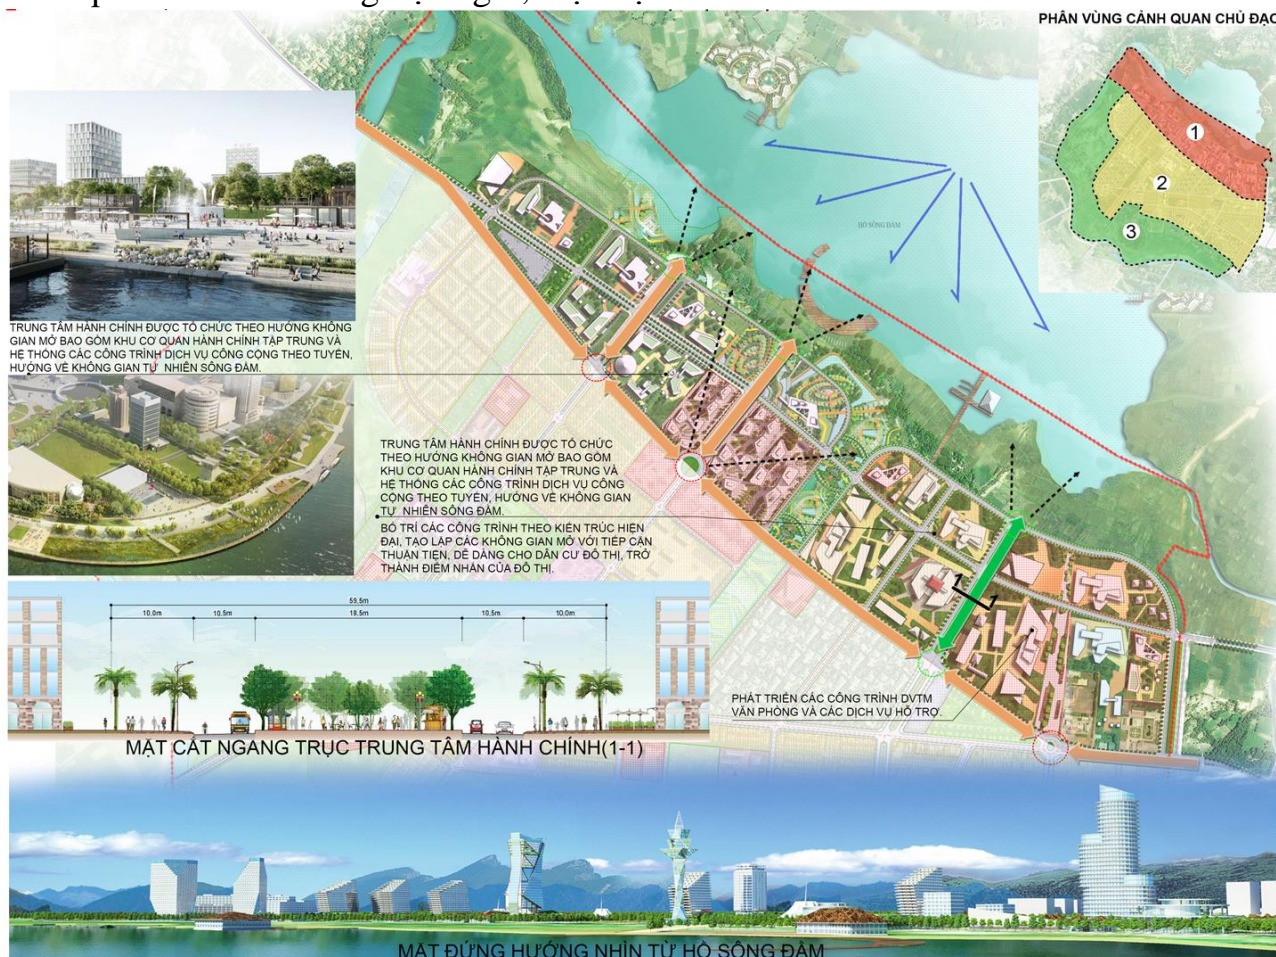 PHÂN VÙNG CẢNH QUAN CHỦ ĐẠO
1
2
3
HỒ SÔNG ĐẦM
TRUNG TÂM HÀNH CHÍNH ĐƯỢC TỔ CHỨC THEO HƯỚNG KHÔNG
GIAN MỞ BAO GỒM KHU CƠ QUAN HÀNH CHÍNH TẬP TRUNG VÀ
HỆ THỐNG CÁC CÔNG TRÌNH DỊCH VỤ CÔNG CỘNG THEO TUYẾN,
HƯỚNG VỀ KHÔNG GIAN TỰ NHIÊN SÔNG ĐẦM.
TRUNG TÂM HÀNH CHÍNH ĐƯỢC TỔ CHỨC
THEO HƯỚNG KHÔNG GIAN MỞ BAO GỒM
KHU CƠ QUAN HÀNH CHÍNH TẬP TRUNG VÀ
HỆ THỐNG CÁC CÔNG TRÌNH DỊCH VỤ CÔNG
CỘNG THEO TUYẾN, HƯỚNG VỀ KHÔNG GIAN
TỰ NHIÊN SÔNG ĐẦM.
BỐ TRÍ CÁC CÔNG TRÌNH THEO KIẾN TRÚC HIỆN
ĐẠI, TẠO LẬP CÁC KHÔNG GIAN MỞ VỚI TIẾP CẬN
THUẬN TIỆN, DỄ DÀNG CHO DÂN CƯ ĐÔ THỊ, TRỞ
THÀNH ĐIỂM NHẤN CỦA ĐÔ THỊ.
1
1
59.5m
10.0m 10.5m 18.5m 10.5m 10.0m
PHÁT TRIỂN CÁC CÔNG TRÌNH DVTM
VĂN PHÒNG VÀ CÁC DỊCH VỤ HỖ TRỢ.
MẶT CẮT NGANG TRỤC TRUNG TÂM HÀNH CHÍNH(1-1)
MẶT ĐỨNG HƯỚNG NHÌN TỪ HỒ SÔNG ĐẦM